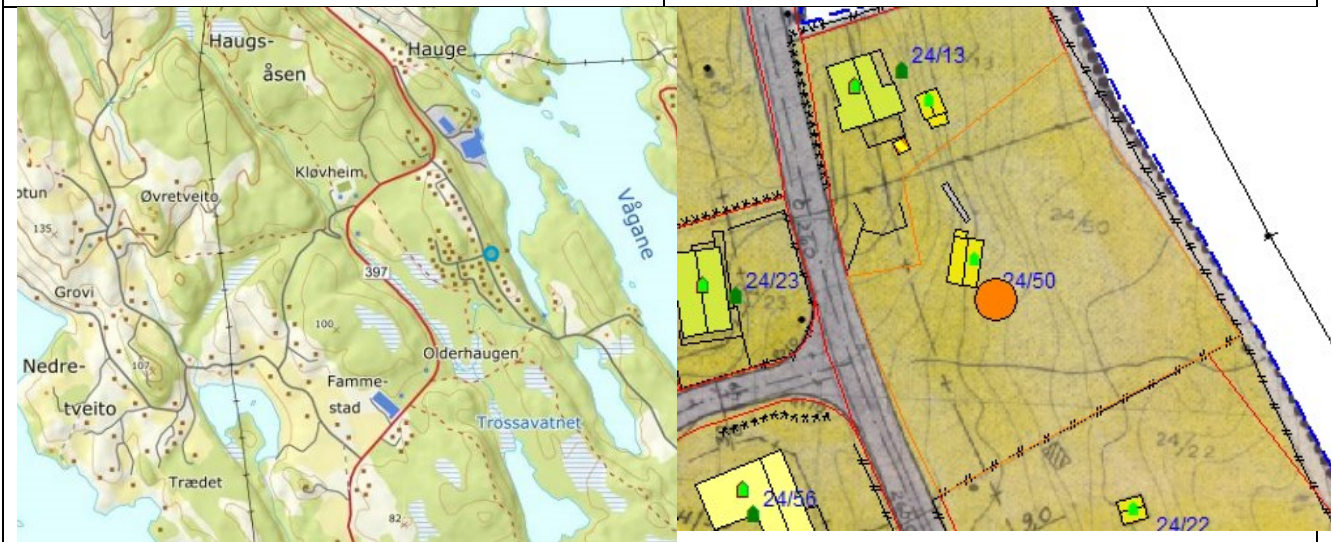 Haugs-
åsen
Hauge
Kløvheim
Øvretveito
135
Vågane
397
Grovi
100
107
Olderhaugen
Nedre-
tveito
Famme-
stad
Trossavatnet
Trædet
82
24/13
24/50
24/23
24/50
24/22
24/56
90
24/22